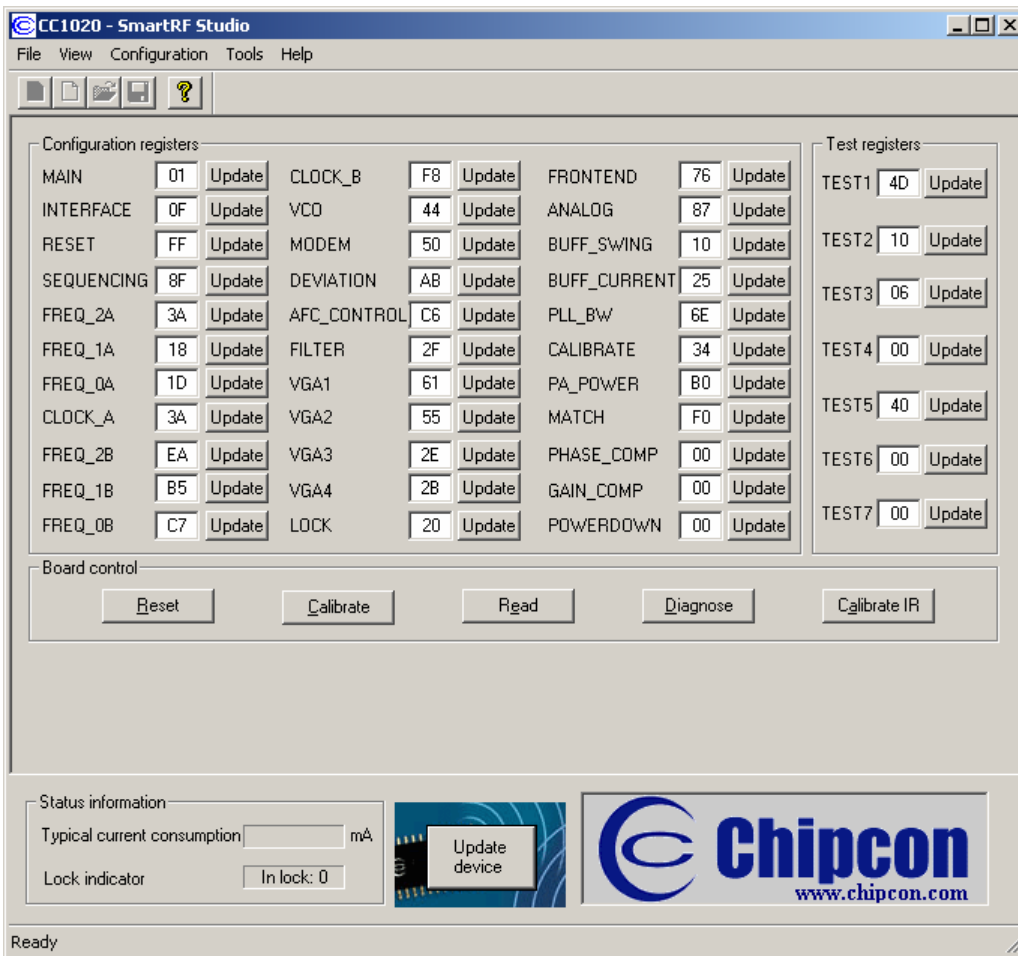 CC1020 - SmartRF Studio
File View Configuration Tools Help
Configuration registers
MAIN 01 Update CLOCK_B F8 Update FRONTEND 76 Update
INTERFACE 0F Update VCO 44 Update ANALOG 87 Update
RESET FF Update MODEM 50 Update BUFF_SWING 10 Update
SEQUENCING 8F Update DEVIATION AB Update BUFF_CURRENT 25 Update
FREQ_2A 3A Update AFC_CONTROL C6 Update PLL_BW 6E Update
FREQ_1A 18 Update FILTER 2F Update CALIBRATE 34 Update
FREQ_0A 1D Update VGA1 61 Update PA_POWER B0 Update
CLOCK_A 3A Update VGA2 55 Update MATCH F0 Update
FREQ_2B EA Update VGA3 2E Update PHASE_COMP 00 Update
FREQ_1B B5 Update VGA4 2B Update GAIN_COMP 00 Update
FREQ_0B C7 Update LOCK 20 Update POWERDOWN 00 Update
Test registers
TEST1 4D Update
TEST2 10 Update
TEST3 06 Update
TEST4 00 Update
TEST5 40 Update
TEST6 00 Update
TEST7 00 Update
Board control
Reset Calibrate Read Diagnose Calibrate IR
Status information
Typical current consumption mA
Lock indicator In lock: 0
Update
device
Chipcon
www.chipcon.com
Ready